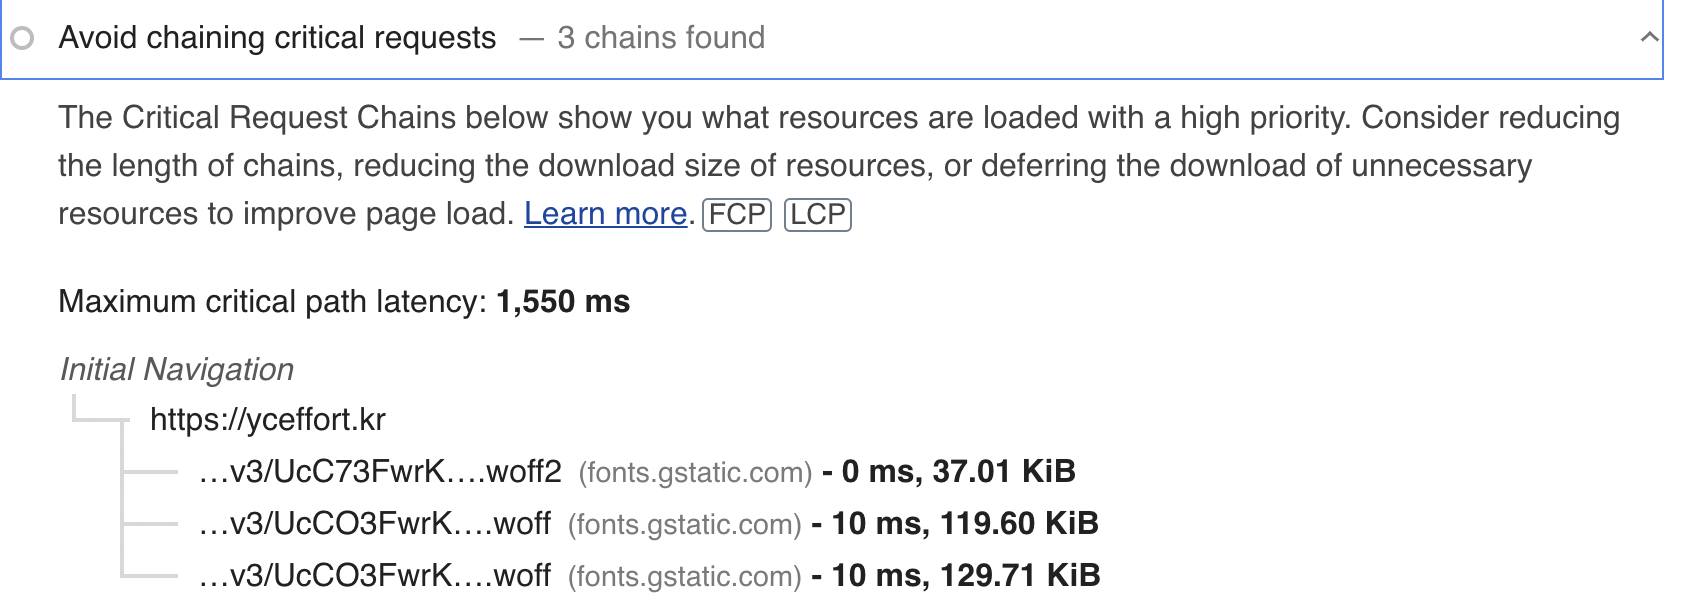 Avoid chaining critical requests — 3 chains found
The Critical Request Chains below show you what resources are loaded with a high priority. Consider reducing
the length of chains, reducing the download size of resources, or deferring the download of unnecessary
resources to improve page load. Learn more. FCP LCP
Maximum critical path latency: 1,550 ms
Initial Navigation
https://yceffort.kr
…v3/UcC73FwrK….woff2 (fonts.gstatic.com) - 0 ms, 37.01 KiB
…v3/UcCO3FwrK….woff (fonts.gstatic.com) - 10 ms, 119.60 KiB
…v3/UcCO3FwrK….woff (fonts.gstatic.com) - 10 ms, 129.71 KiB